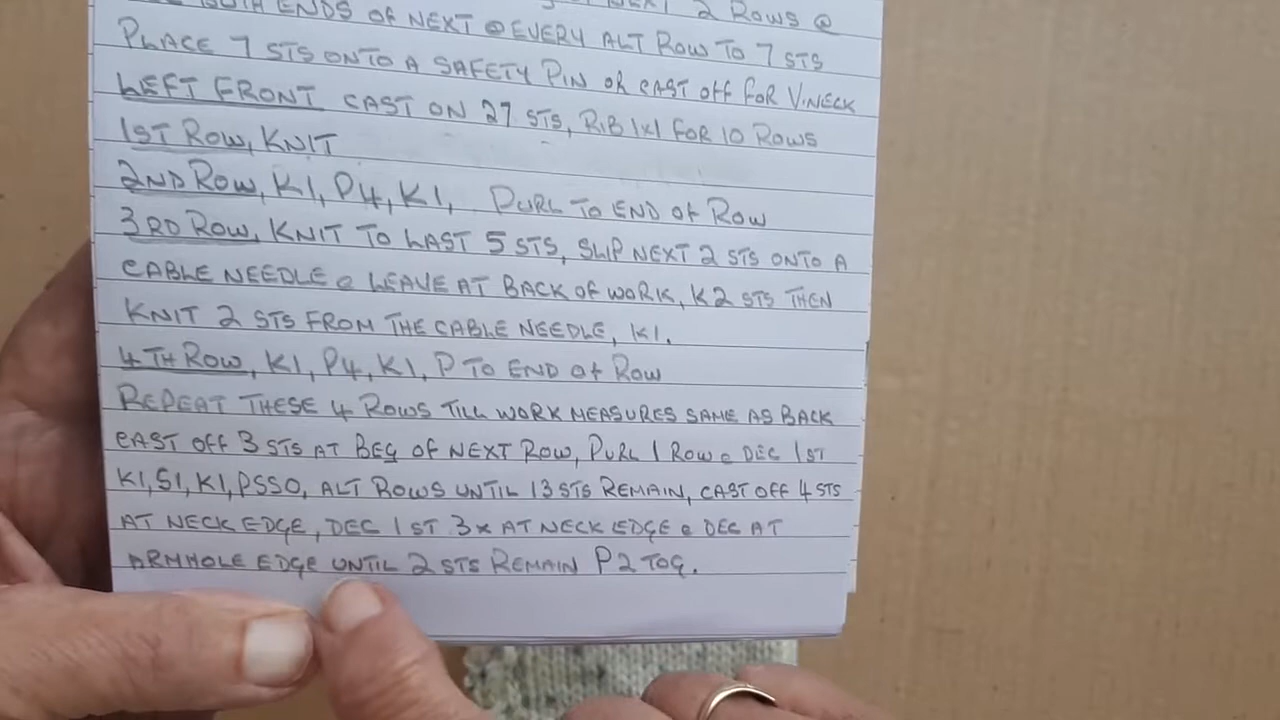 BOTH ENDS OF NEXT @ EVERY ALT ROW TO 7 STS
NEXT 2 ROWS @
PLACE 7 STS ONTO A SAFETY PIN OR CAST OFF FOR V.NECK
LEFT FRONT CAST ON 27 STS, RIB 1X1 FOR 10 ROWS
1ST ROW, KNIT
2ND ROW, K1, P4, K1, PURL TO END OF ROW
3RD ROW, KNIT TO LAST 5 STS, SLIP NEXT 2 STS ONTO A
CABLE NEEDLE @ LEAVE AT BACK OF WORK, K2 STS THEN
KNIT 2 STS FROM THE CABLE NEEDLE, K1.
4TH ROW, K1, P4, K1, P TO END OF ROW
REPEAT THESE 4 ROWS TILL WORK MEASURES SAME AS BACK
CAST OFF 3 STS AT BEG OF NEXT ROW, PURL 1 ROW @ DEC 1ST
K1, S1, K1, PSSO, ALT ROWS UNTIL 13 STS REMAIN, CAST OFF 4 STS
AT NECK EDGE, DEC 1ST 3X AT NECK EDGE @ DEC AT
ARMHOLE EDGE UNTIL 2 STS REMAIN P2 TOG.